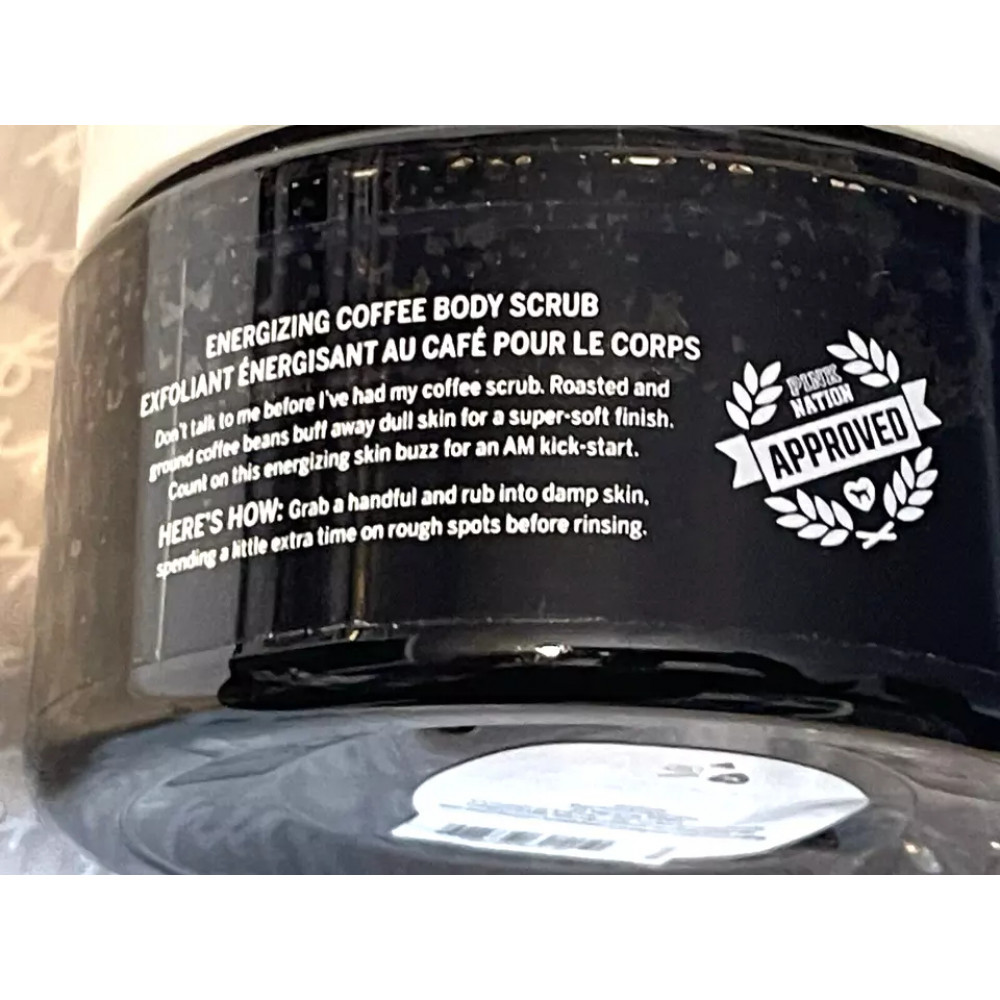 ENERGIZING COFFEE BODY SCRUB
EXFOLIANT ÉNERGISANT AU CAFÉ POUR LE CORPS
Don't talk to me before I've had my coffee scrub. Roasted and
ground coffee beans buff away dull skin for a super-soft finish.
Count on this energizing skin buzz for an AM kick-start.
HERE'S HOW: Grab a handful and rub into damp skin,
spending a little extra time on rough spots before rinsing.
PINK
NATION
APPROVED